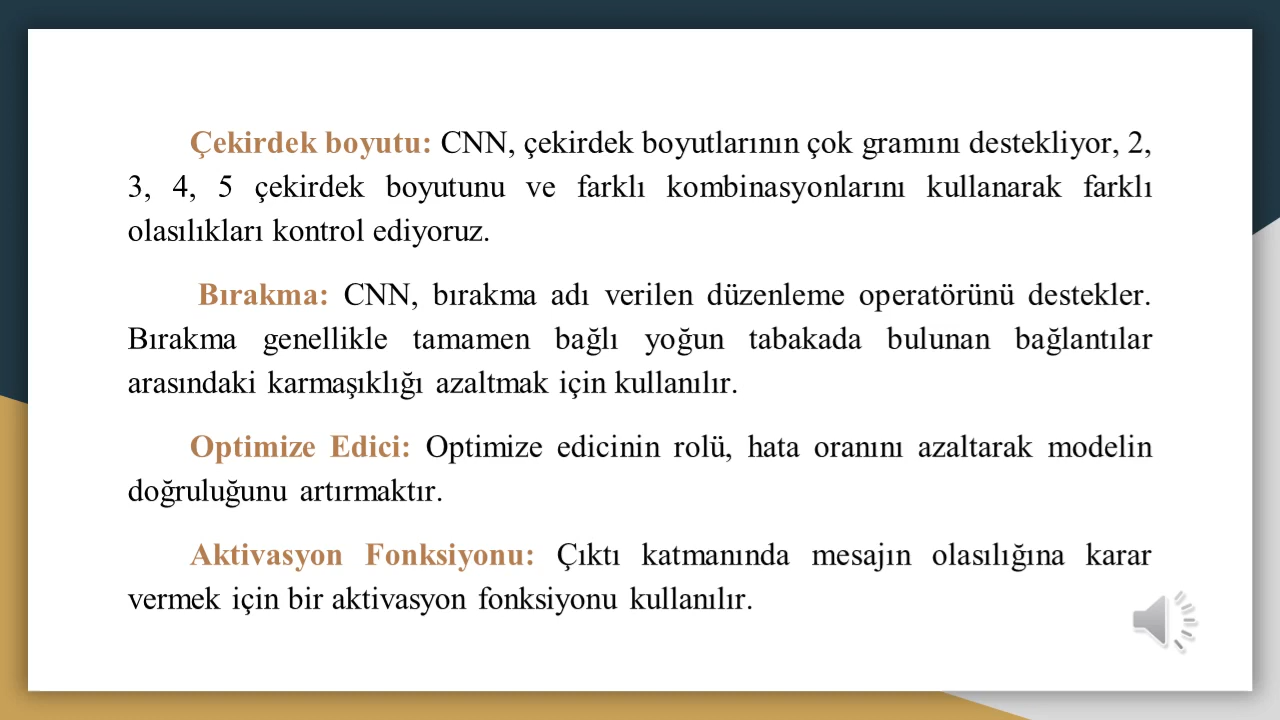 Çekirdek boyutu: CNN, çekirdek boyutlarının çok gramını destekliyor, 2,
3, 4, 5 çekirdek boyutunu ve farklı kombinasyonlarını kullanarak farklı
olasılıkları kontrol ediyoruz.
Bırakma: CNN, bırakma adı verilen düzenleme operatörünü destekler.
Bırakma genellikle tamamen bağlı yoğun tabakada bulunan bağlantılar
arasındaki karmaşıklığı azaltmak için kullanılır.
Optimize Edici: Optimize edicinin rolü, hata oranını azaltarak modelin
doğruluğunu artırmaktır.
Aktivasyon Fonksiyonu: Çıktı katmanında mesajın olasılığına karar
vermek için bir aktivasyon fonksiyonu kullanılır.